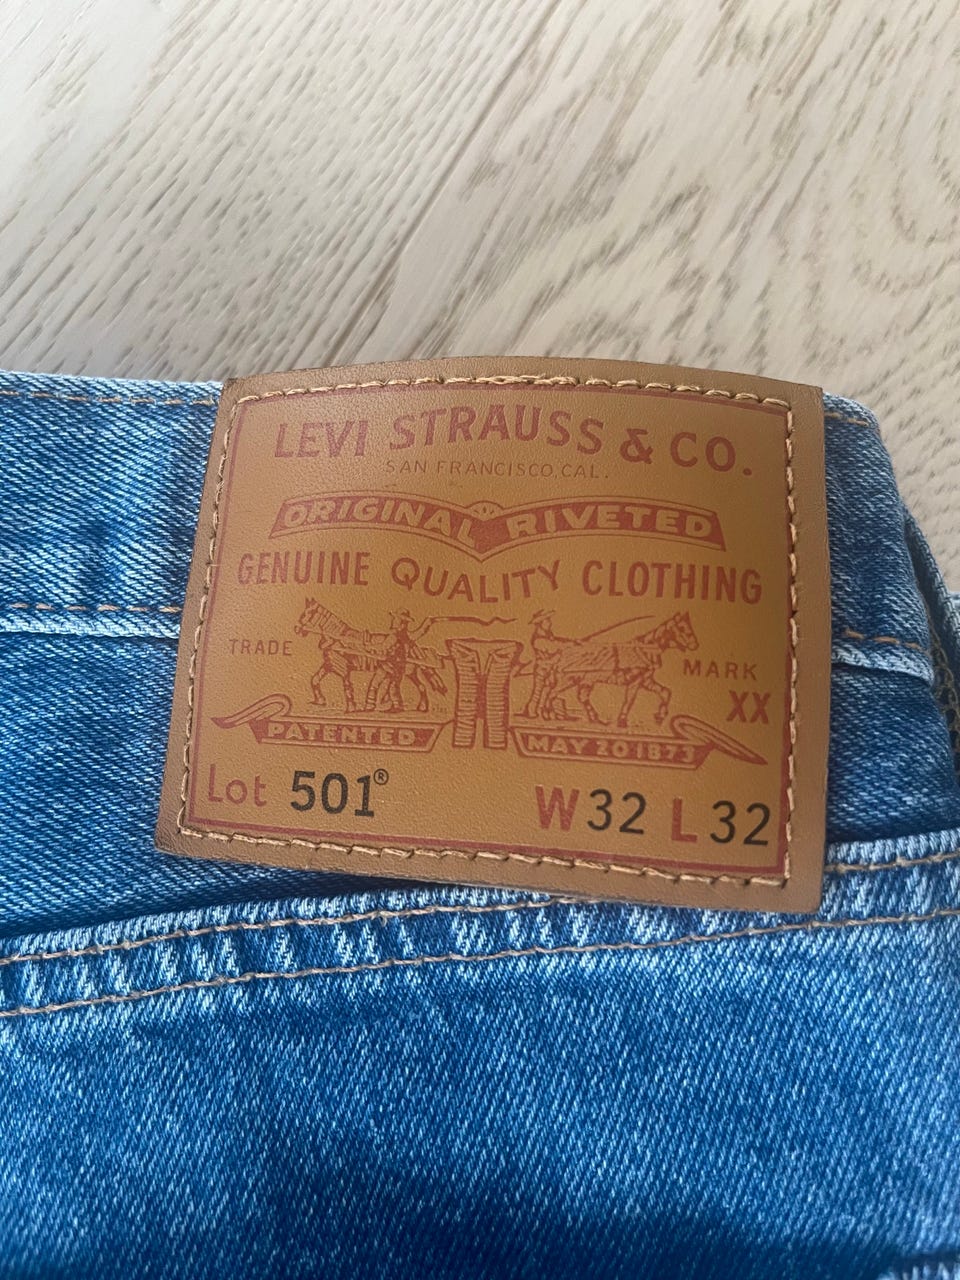 LEVI STRAUSS & CO.
SAN FRANCISCO, CAL.
ORIGINAL RIVETED
GENUINE QUALITY CLOTHING
TRADE MARK
XX
PATENTED MAY 20 1873
Lot 501® W32 L32